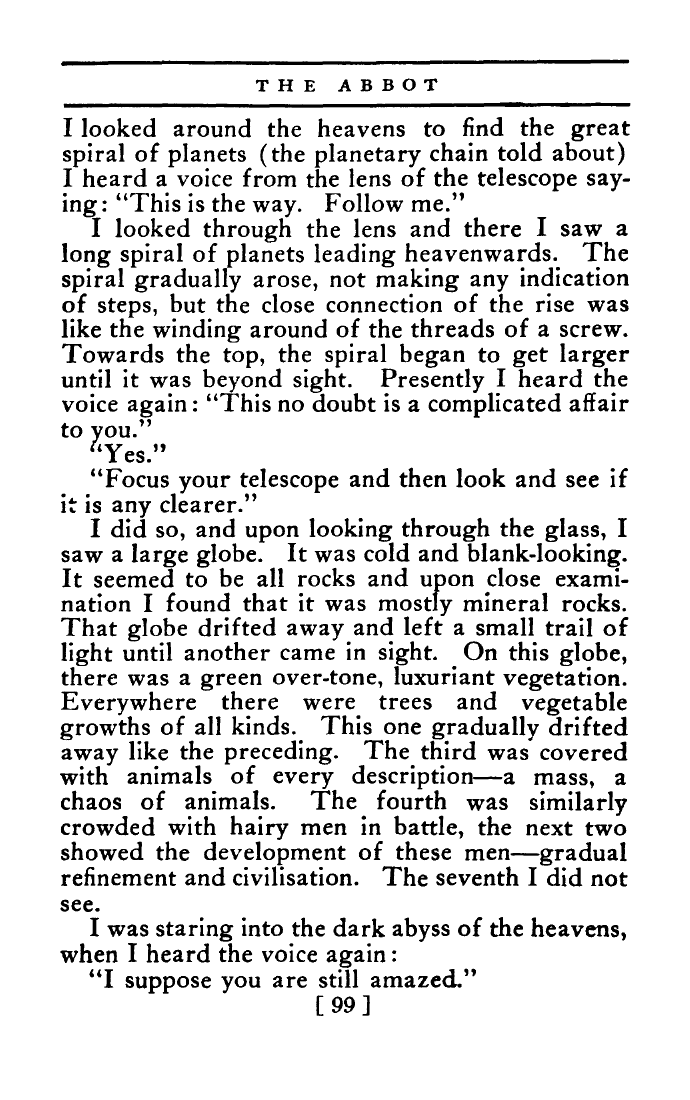 THE ABBOT
I looked around the heavens to find the great
spiral of planets (the planetary chain told about)
I heard a voice from the lens of the telescope say-
ing: “This is the way. Follow me.”
I looked through the lens and there I saw a
long spiral of planets leading heavenwards. The
spiral gradually arose, not making any indication
of steps, but the close connection of the rise was
like the winding around of the threads of a screw.
Towards the top, the spiral began to get larger
until it was beyond sight. Presently I heard the
voice again: “This no doubt is a complicated affair
to you.”
“Yes.”
“Focus your telescope and then look and see if
it is any clearer.”
I did so, and upon looking through the glass, I
saw a large globe. It was cold and blank-looking.
It seemed to be all rocks and upon close exami-
nation I found that it was mostly mineral rocks.
That globe drifted away and left a small trail of
light until another came in sight. On this globe,
there was a green over-tone, luxuriant vegetation.
Everywhere there were trees and vegetable
growths of all kinds. This one gradually drifted
away like the preceding. The third was covered
with animals of every description—a mass, a
chaos of animals. The fourth was similarly
crowded with hairy men in battle, the next two
showed the development of these men—gradual
refinement and civilisation. The seventh I did not
see.
I was staring into the dark abyss of the heavens,
when I heard the voice again:
“I suppose you are still amazed.”
[ 99 ]